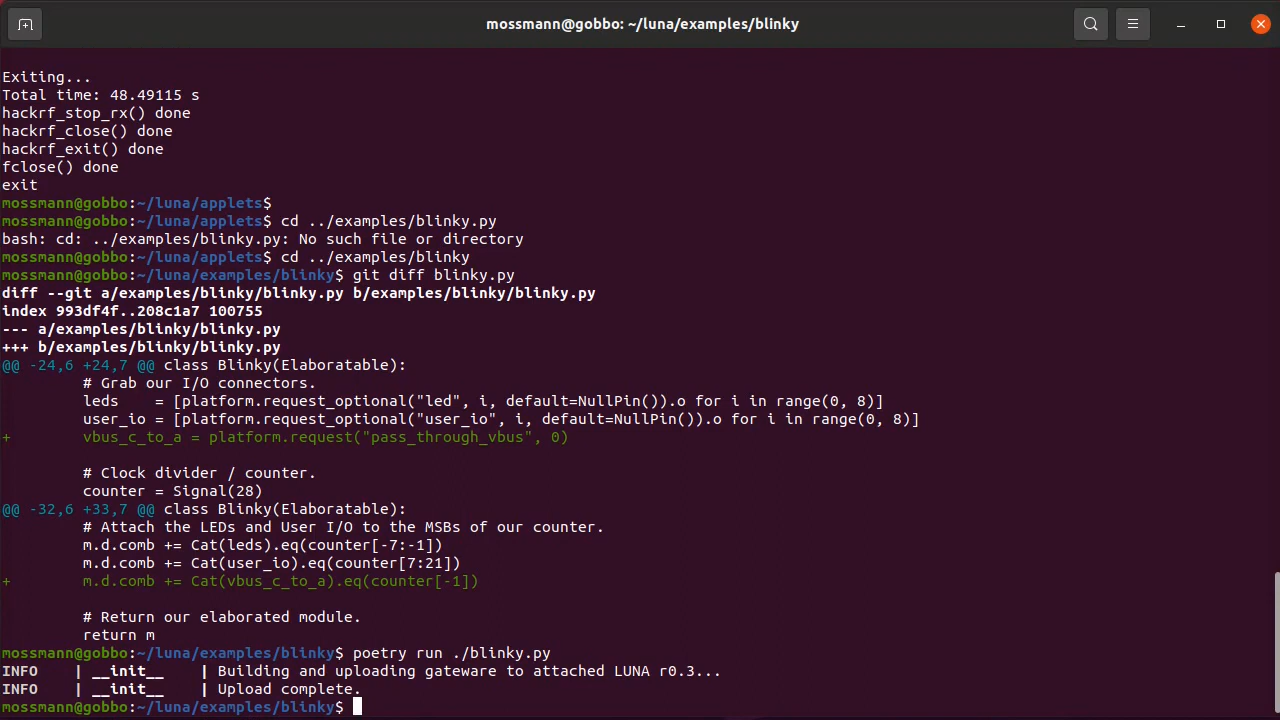 mossmann@gobbo: ~/luna/examples/blinky
Exiting...
Total time: 48.49115 s
hackrf_stop_rx() done
hackrf_close() done
hackrf_exit() done
fclose() done
exit
mossmann@gobbo:~/luna/applets$
mossmann@gobbo:~/luna/applets$ cd ../examples/blinky.py
bash: cd: ../examples/blinky.py: No such file or directory
mossmann@gobbo:~/luna/applets$ cd ../examples/blinky
mossmann@gobbo:~/luna/examples/blinky$ git diff blinky.py
diff --git a/examples/blinky/blinky.py b/examples/blinky/blinky.py
index 993df4f..208c1a7 100755
--- a/examples/blinky/blinky.py
+++ b/examples/blinky/blinky.py
@@ -24,6 +24,7 @@ class Blinky(Elaboratable):
         # Grab our I/O connectors.
         leds    = [platform.request_optional("led", i, default=NullPin()).o for i in range(0, 8)]
         user_io = [platform.request_optional("user_io", i, default=NullPin()).o for i in range(0, 8)]
+        vbus_c_to_a = platform.request("pass_through_vbus", 0)
         # Clock divider / counter.
         counter = Signal(28)
@@ -32,6 +33,7 @@ class Blinky(Elaboratable):
         # Attach the LEDs and User I/O to the MSBs of our counter.
         m.d.comb += Cat(leds).eq(counter[-7:-1])
         m.d.comb += Cat(user_io).eq(counter[7:21])
+        m.d.comb += Cat(vbus_c_to_a).eq(counter[-1])
         # Return our elaborated module.
         return m
mossmann@gobbo:~/luna/examples/blinky$ poetry run ./blinky.py
INFO    | __init__    | Building and uploading gateware to attached LUNA r0.3...
INFO    | __init__    | Upload complete.
mossmann@gobbo:~/luna/examples/blinky$